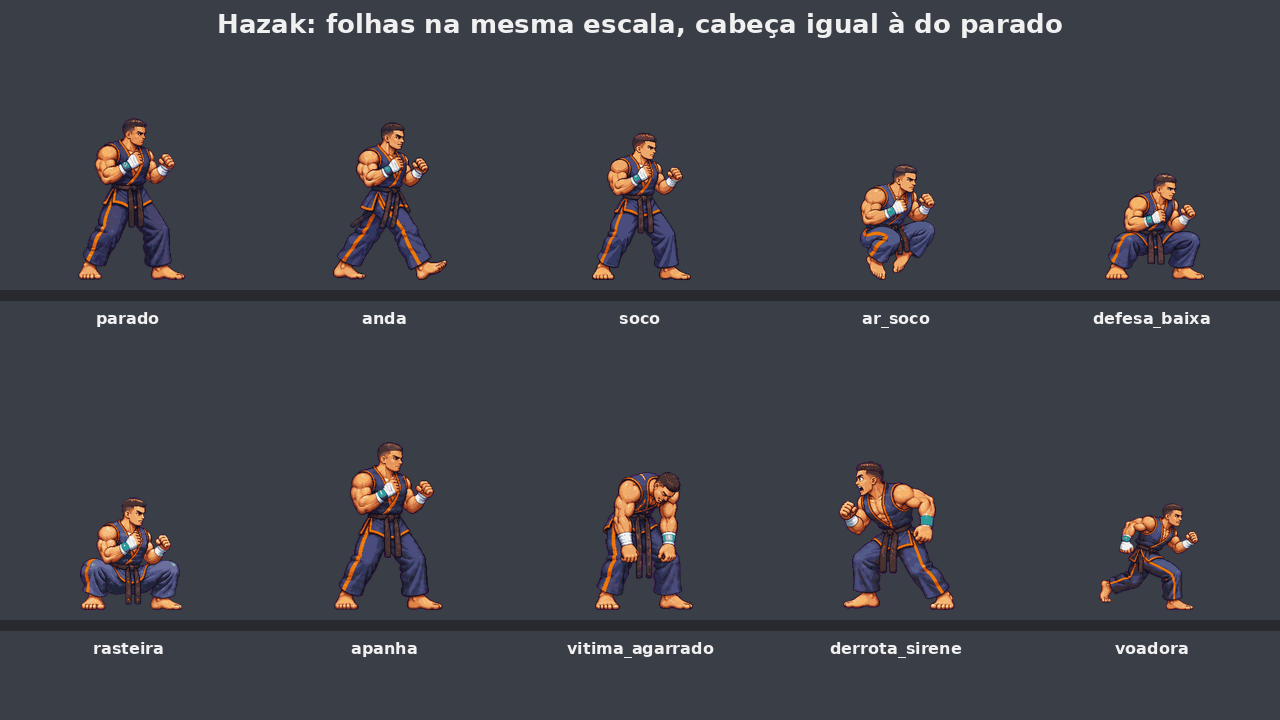 Hazak: folhas na mesma escala, cabeça igual à do parado
parado
anda
soco
ar_soco
defesa_baixa
rasteira
apanha
vitima_agarrado
derrota_sirene
voadora